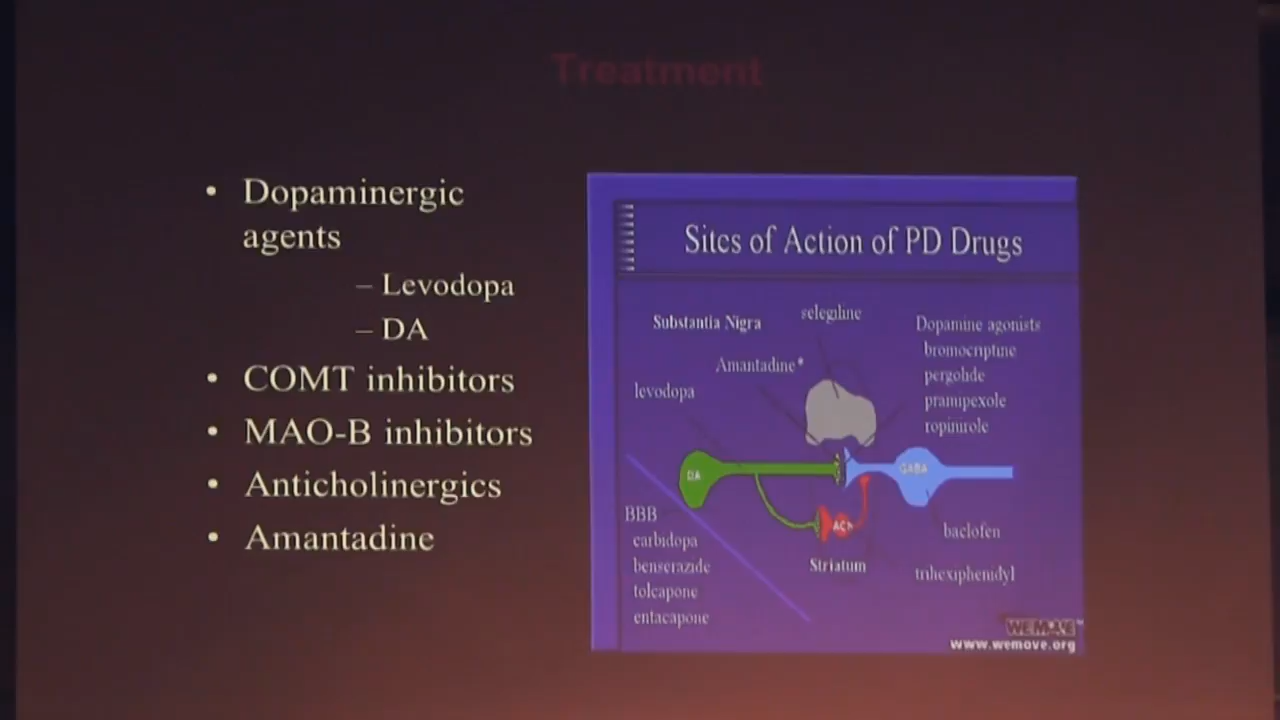 Treatment
• Dopaminergic
agents
– Levodopa
– DA
• COMT inhibitors
• MAO-B inhibitors
• Anticholinergics
• Amantadine
Sites of Action of PD Drugs
Substantia Nigra
selegiline
Amantadine*
levodopa
Dopamine agonists
bromocriptine
pergolide
pramipexole
ropinirole
DA
GABA
ACh
BBB
carbidopa
benserazide
tolcapone
entacapone
Striatum
baclofen
trihexiphenidyl
WE MOVE™
www.wemove.org